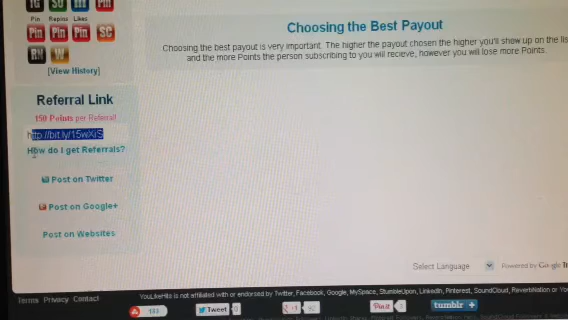 Pin Repins Likes
Pin Pin Pin SC
RN W
[View History]
Referral Link
150 Points per Referral!
http://bit.ly/15wXiS
How do I get Referrals?
Post on Twitter
Post on Google+
Post on Websites
Choosing the Best Payout
Choosing the best payout is very important. The higher the payout chosen the higher you'll show up on the
and the more Points the person subscribing to you will recieve, however you will lose more Points.
Select Language
Powered by Google
Terms Privacy Contact
YouLikeHits is not affiliated with or endorsed by Twitter, Facebook, Google, MySpace, StumbleUpon, LinkedIn, Pinterest, SoundCloud, ReverbNation or
Tweet
Pin it
tumblr +